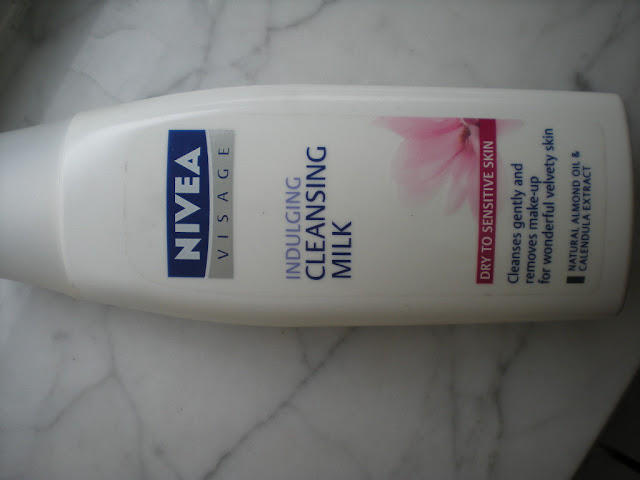 NIVEA
VISAGE
INDULGING
CLEANSING
MILK
DRY TO SENSITIVE SKIN
Cleanses gently and
removes make-up
for wonderful velvety skin
NATURAL ALMOND OIL &
CALENDULA EXTRACT